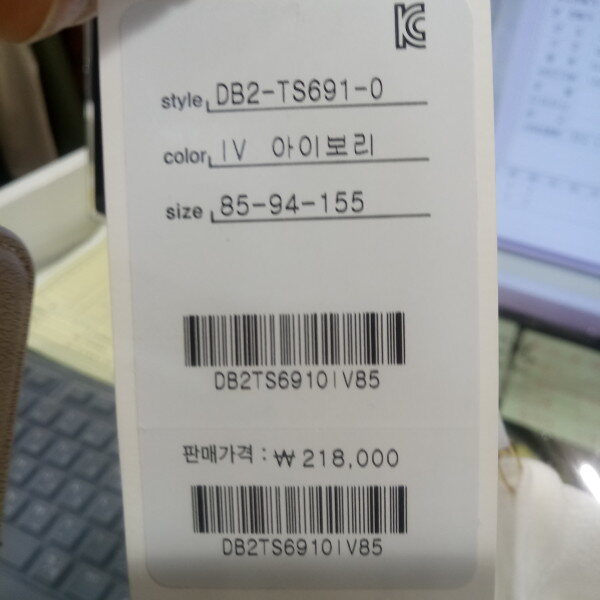 style DB2-TS691-0
color IV 아이보리
size 85-94-155
DB2TS6910IV85
판매가격 : ₩ 218,000
DB2TS6910IV85